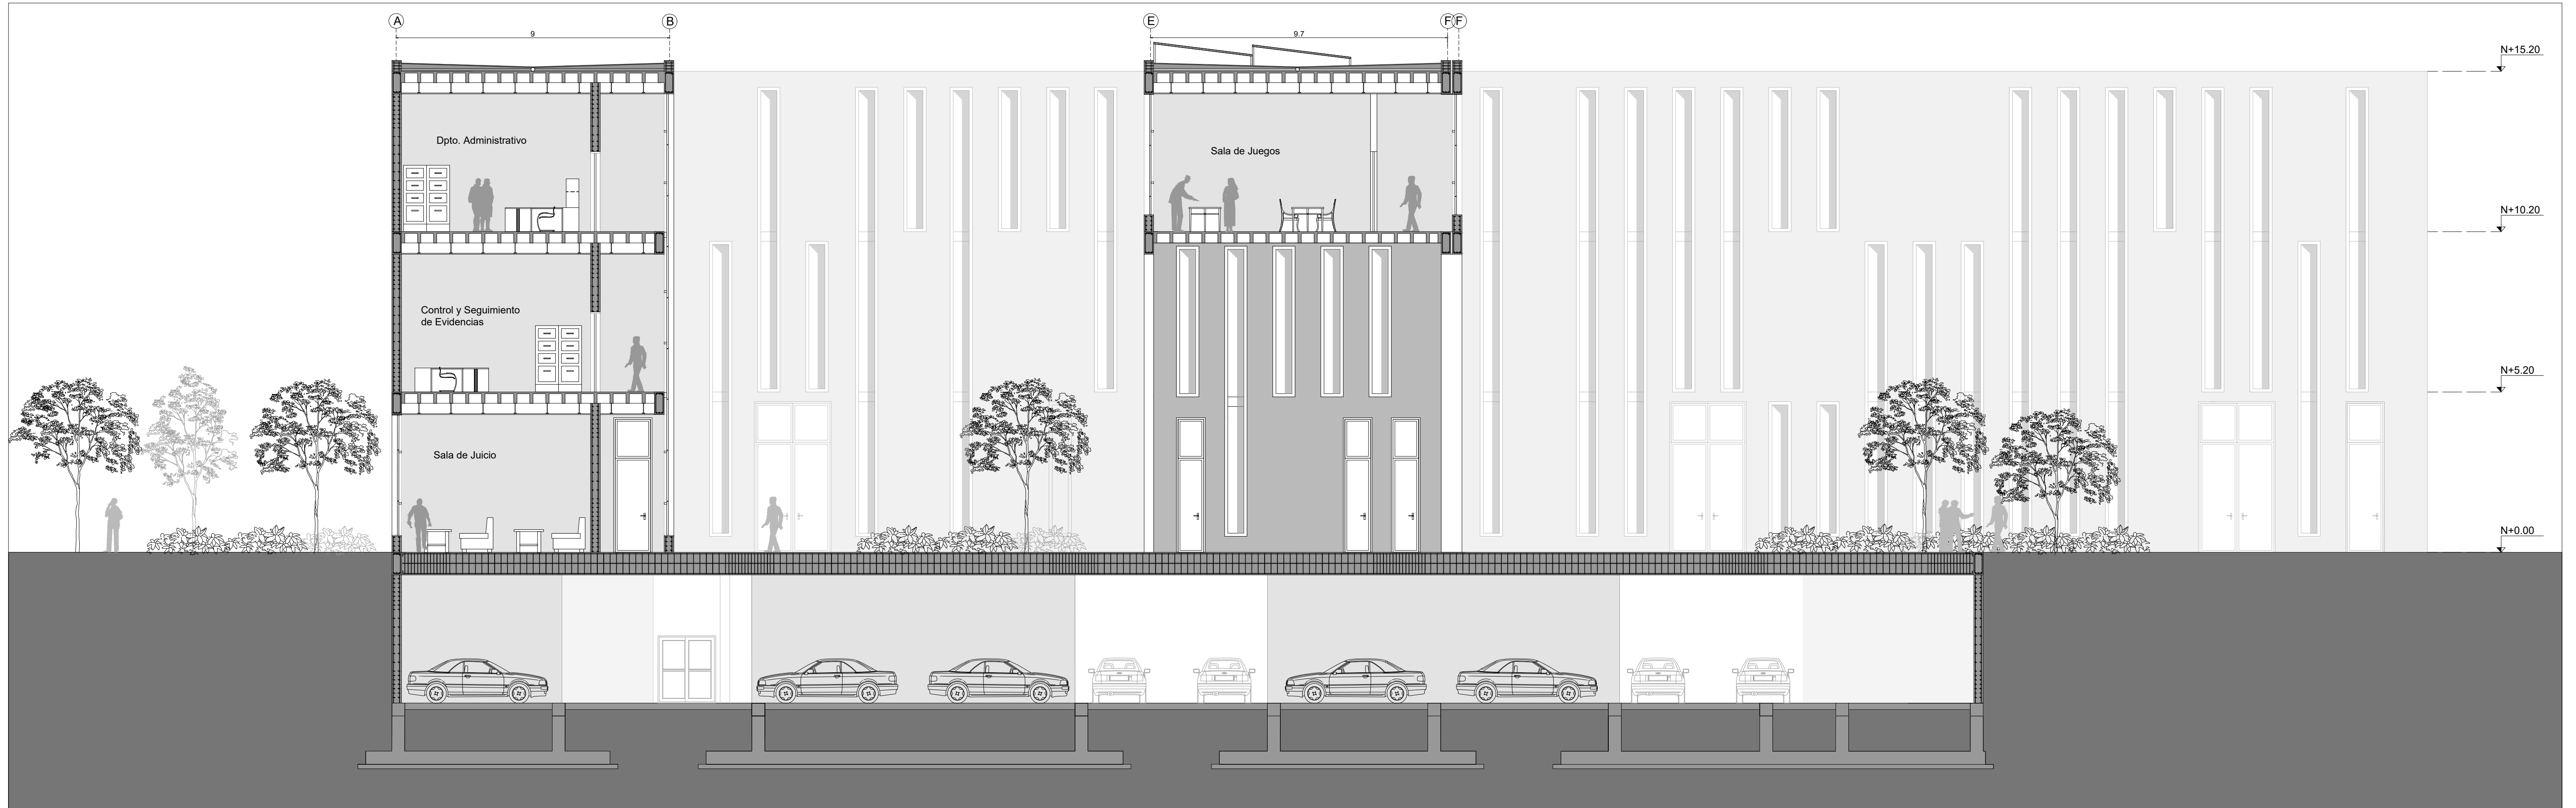 A
B
E
F
F
9
9.7
N+15.20
Dpto. Administrativo
Sala de Juegos
N+10.20
Control y Seguimiento
de Evidencias
N+5.20
Sala de Juicio
N+0.00